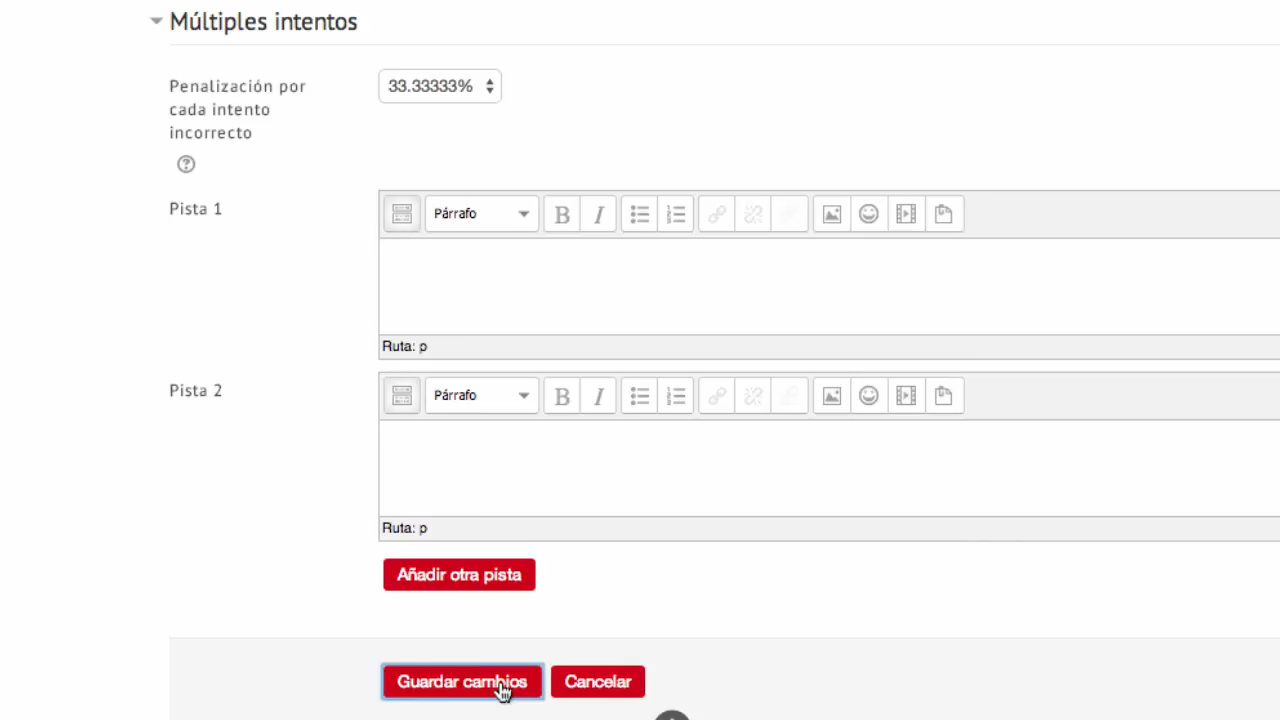 Múltiples intentos
Penalización por
cada intento
incorrecto
33.33333%
Pista 1
Párrafo
B I
Ruta: p
Pista 2
Párrafo
B I
Ruta: p
Añadir otra pista
Guardar cambios
Cancelar